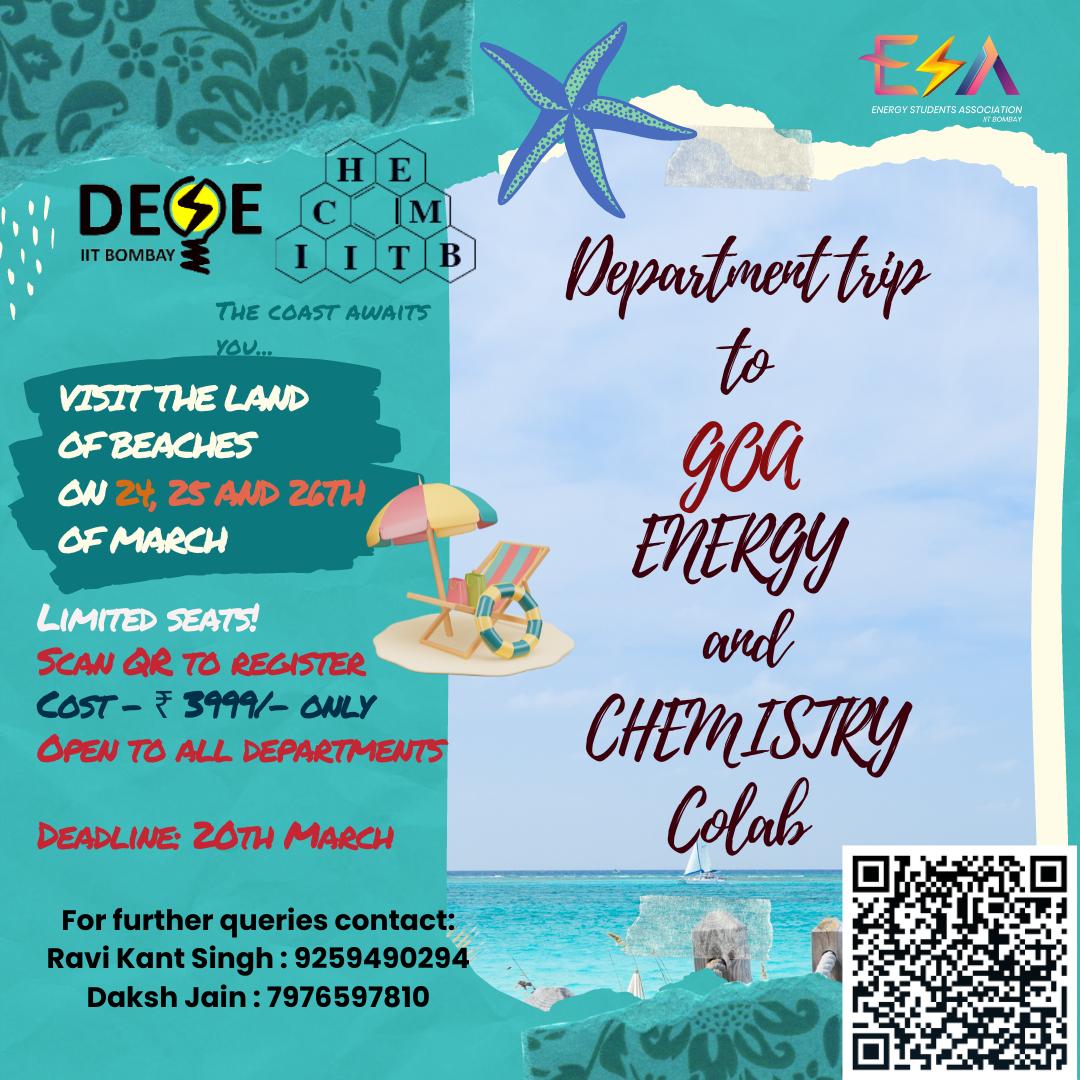 ESA
ENERGY STUDENTS ASSOCIATION
IIT BOMBAY
DESE
IIT BOMBAY
H E
C M
I I T B
The coast awaits
you...
VISIT THE LAND
OF BEACHES
ON 24, 25 AND 26TH
OF MARCH
Limited seats!
Scan QR to register
Cost – ₹ 3999/- only
Open to all departments
Deadline: 20th March
For further queries contact:
Ravi Kant Singh : 9259490294
Daksh Jain : 7976597810
Department trip
to
GOA
ENERGY
and
CHEMISTRY
Colab